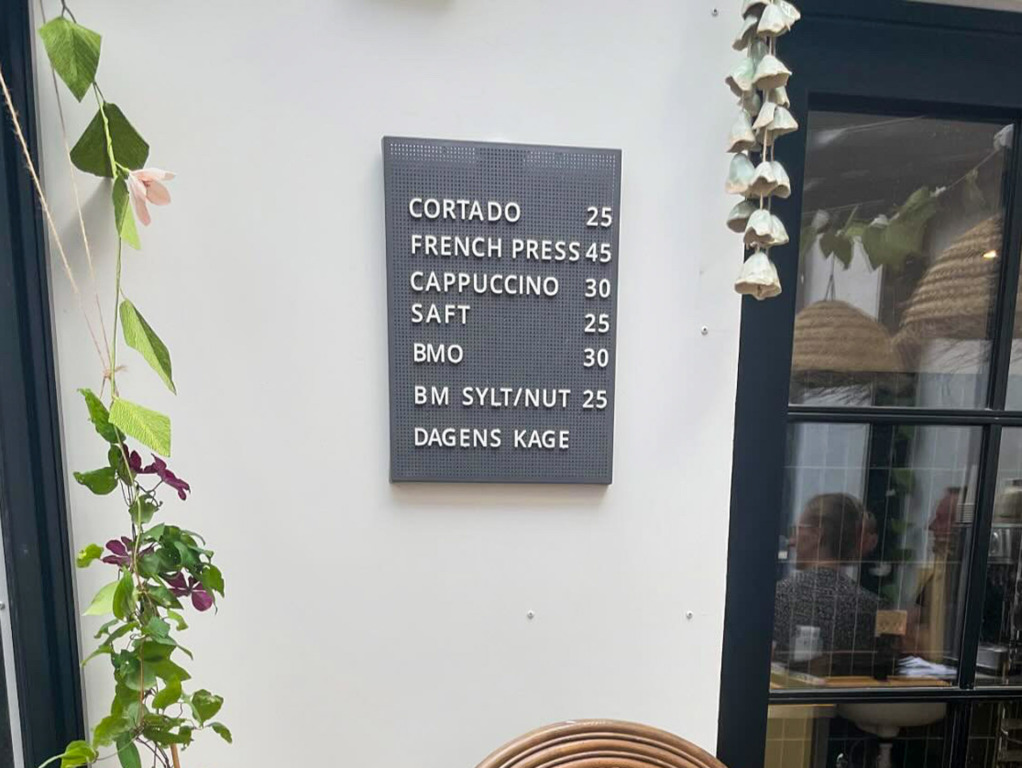 CORTADO 25
FRENCH PRESS 45
CAPPUCCINO 30
SAFT 25
BMO 30
BM SYLT/NUT 25
DAGENS KAGE